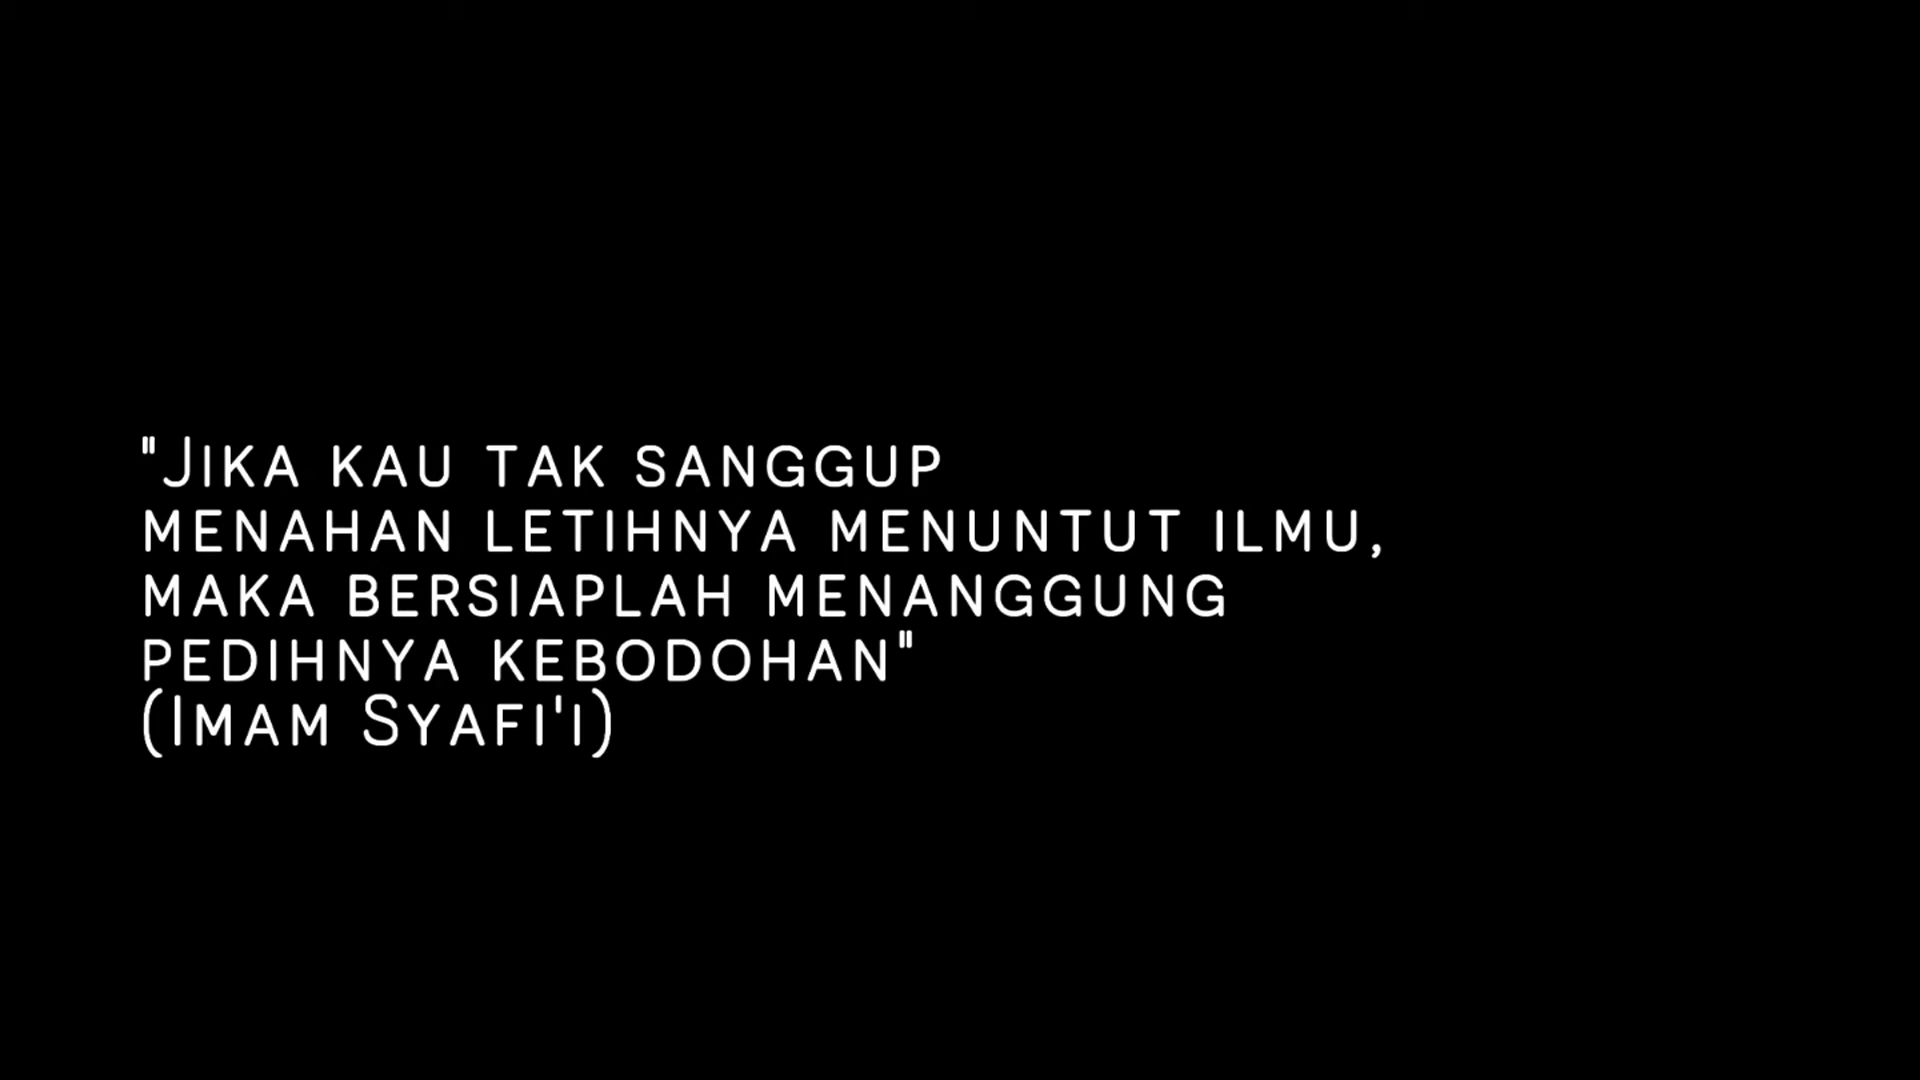 "Jika kau tak sanggup
menahan letihnya menuntut ilmu,
maka bersiaplah menanggung
pedihnya kebodohan"
(Imam Syafi'i)